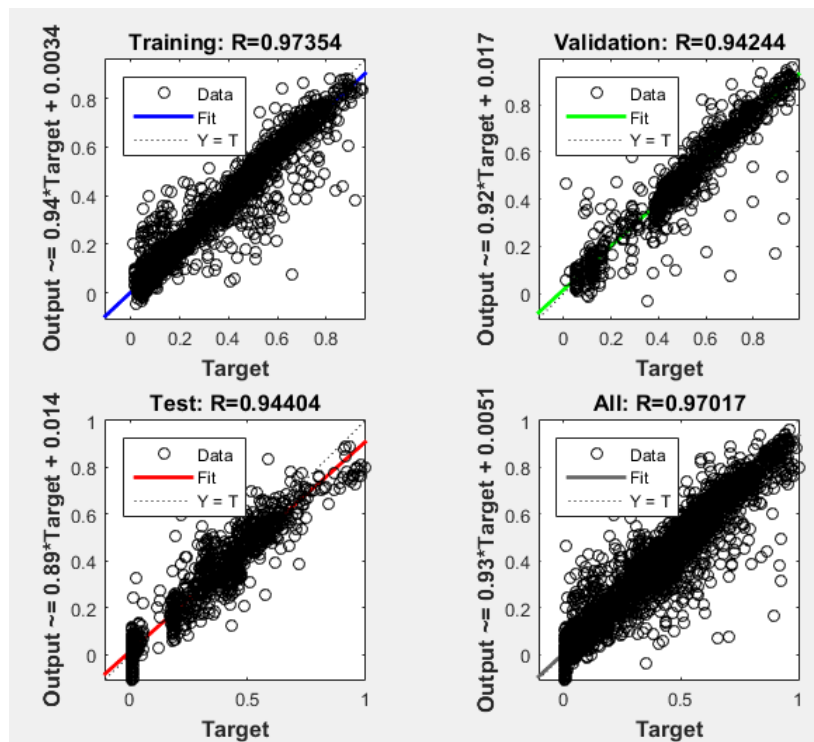 Training: R=0.97354
Output ~= 0.94*Target + 0.0034
Data
Fit
Y = T
0.8
0.6
0.4
0.2
0
0
0.2
0.4
0.6
0.8
Target
Validation: R=0.94244
Output ~= 0.92*Target + 0.017
Data
Fit
Y = T
0.8
0.6
0.4
0.2
0
0
0.2
0.4
0.6
0.8
Target
Test: R=0.94404
Output ~= 0.89*Target + 0.014
Data
Fit
Y = T
1
0.8
0.6
0.4
0.2
0
0
0.5
1
Target
All: R=0.97017
Output ~= 0.93*Target + 0.0051
Data
Fit
Y = T
1
0.8
0.6
0.4
0.2
0
0
0.5
1
Target